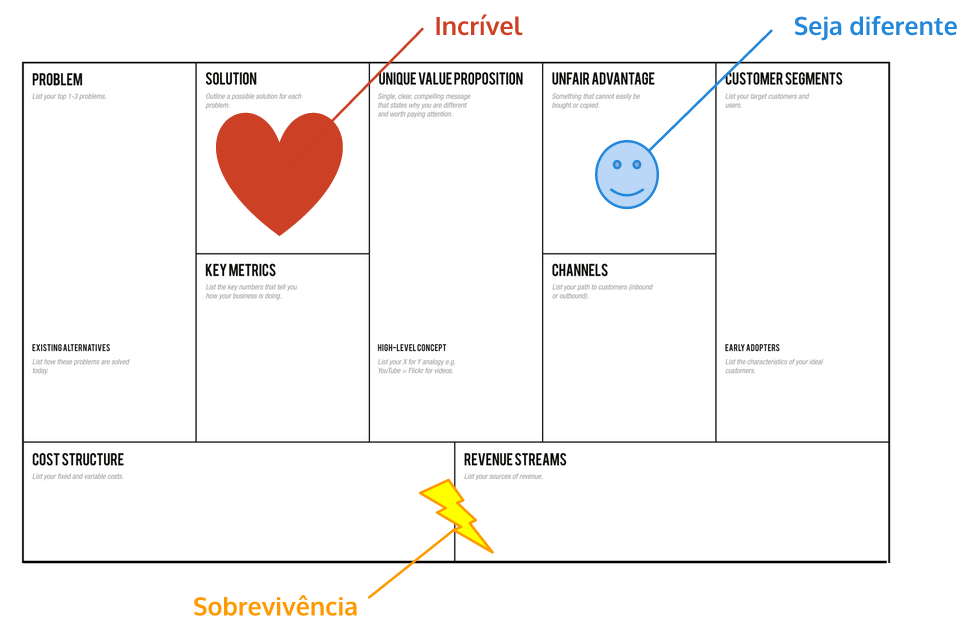 Incrível
Seja diferente
PROBLEM
List your top 1-3 problems.
SOLUTION
Outline a possible solution for each
problem.
UNIQUE VALUE PROPOSITION
Single, clear, compelling message
that states why you are different
and worth paying attention.
UNFAIR ADVANTAGE
Something that cannot easily be
bought or copied.
CUSTOMER SEGMENTS
List your target customers and
users.
KEY METRICS
List the key numbers that tell you
how your business is doing.
CHANNELS
List your path to customers (inbound
or outbound).
EXISTING ALTERNATIVES
List how these problems are solved
today.
HIGH-LEVEL CONCEPT
List your X for Y analogy e.g.
YouTube = Flickr for videos.
EARLY ADOPTERS
List the characteristics of your ideal
customers.
COST STRUCTURE
List your fixed and variable costs.
REVENUE STREAMS
List your sources of revenue.
Sobrevivência